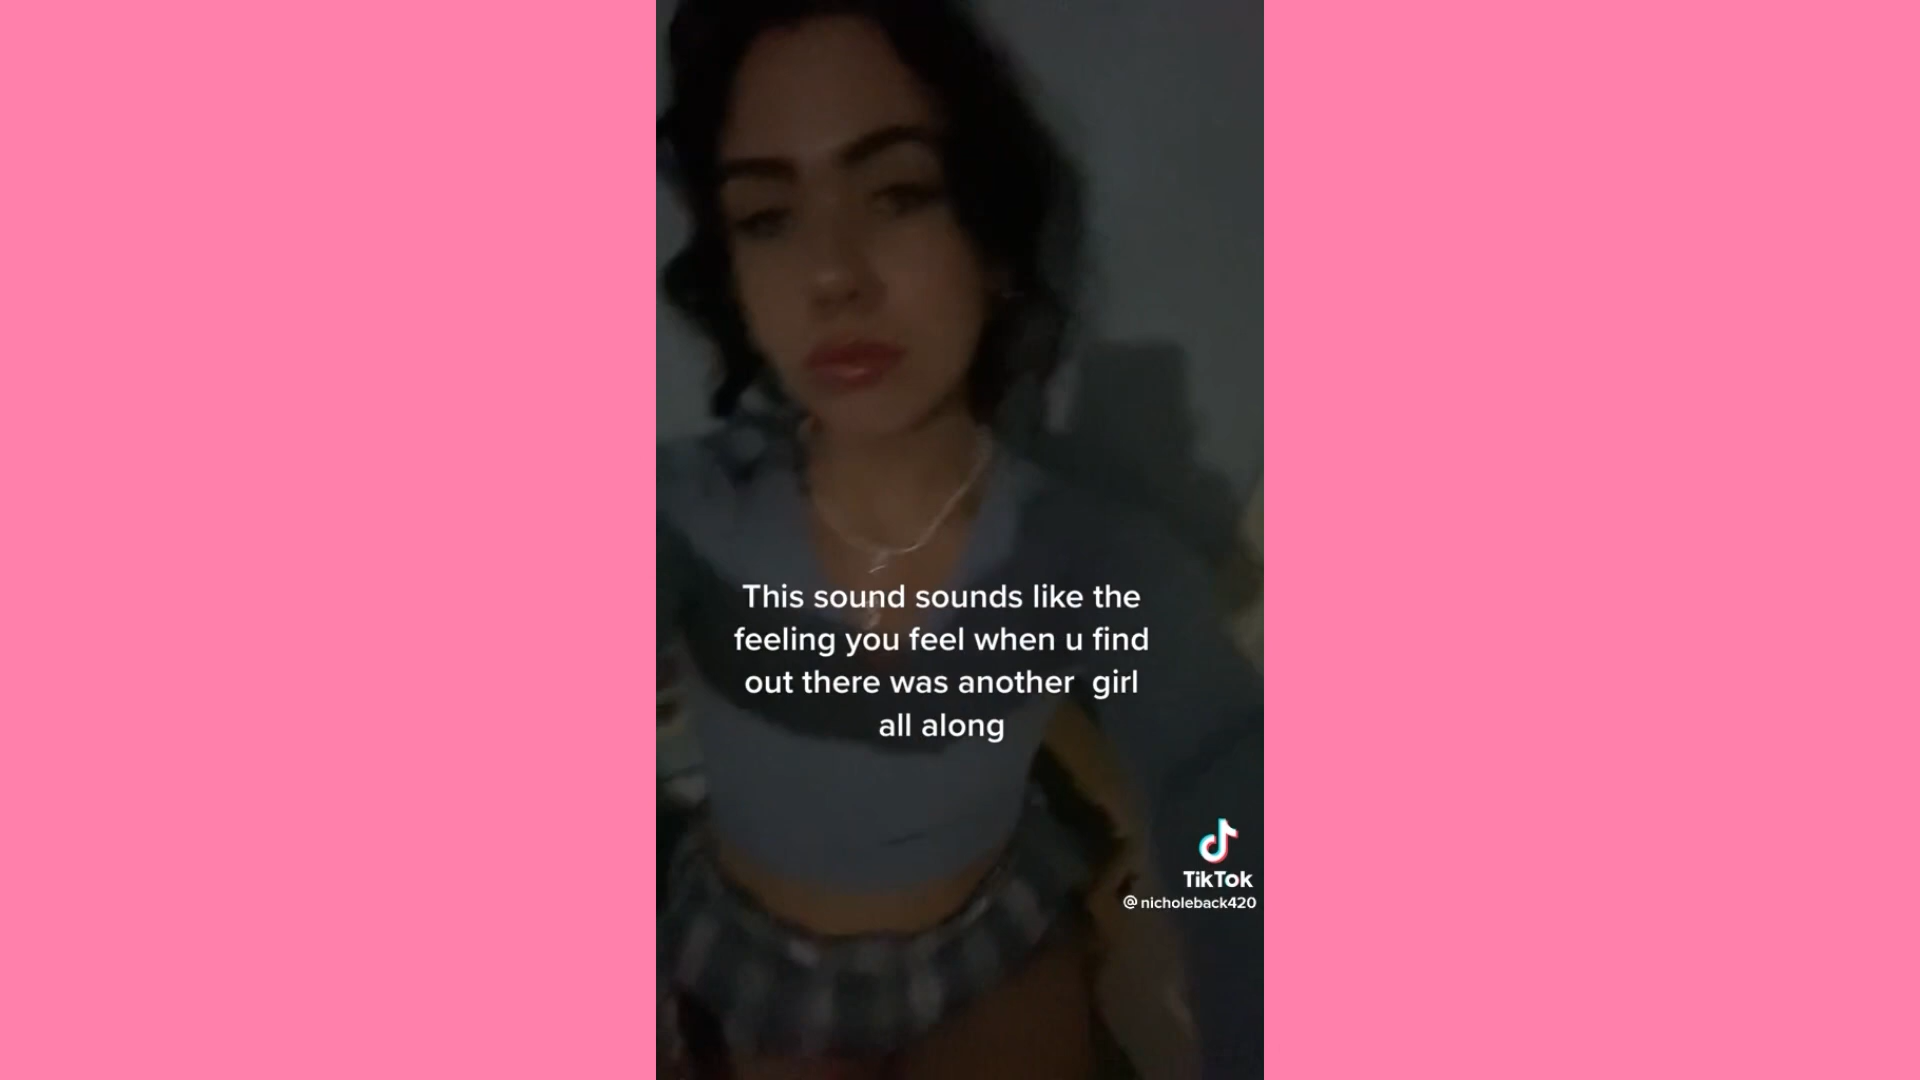 This sound sounds like the
feeling you feel when u find
out there was another girl
all along
TikTok
@nicholeback420